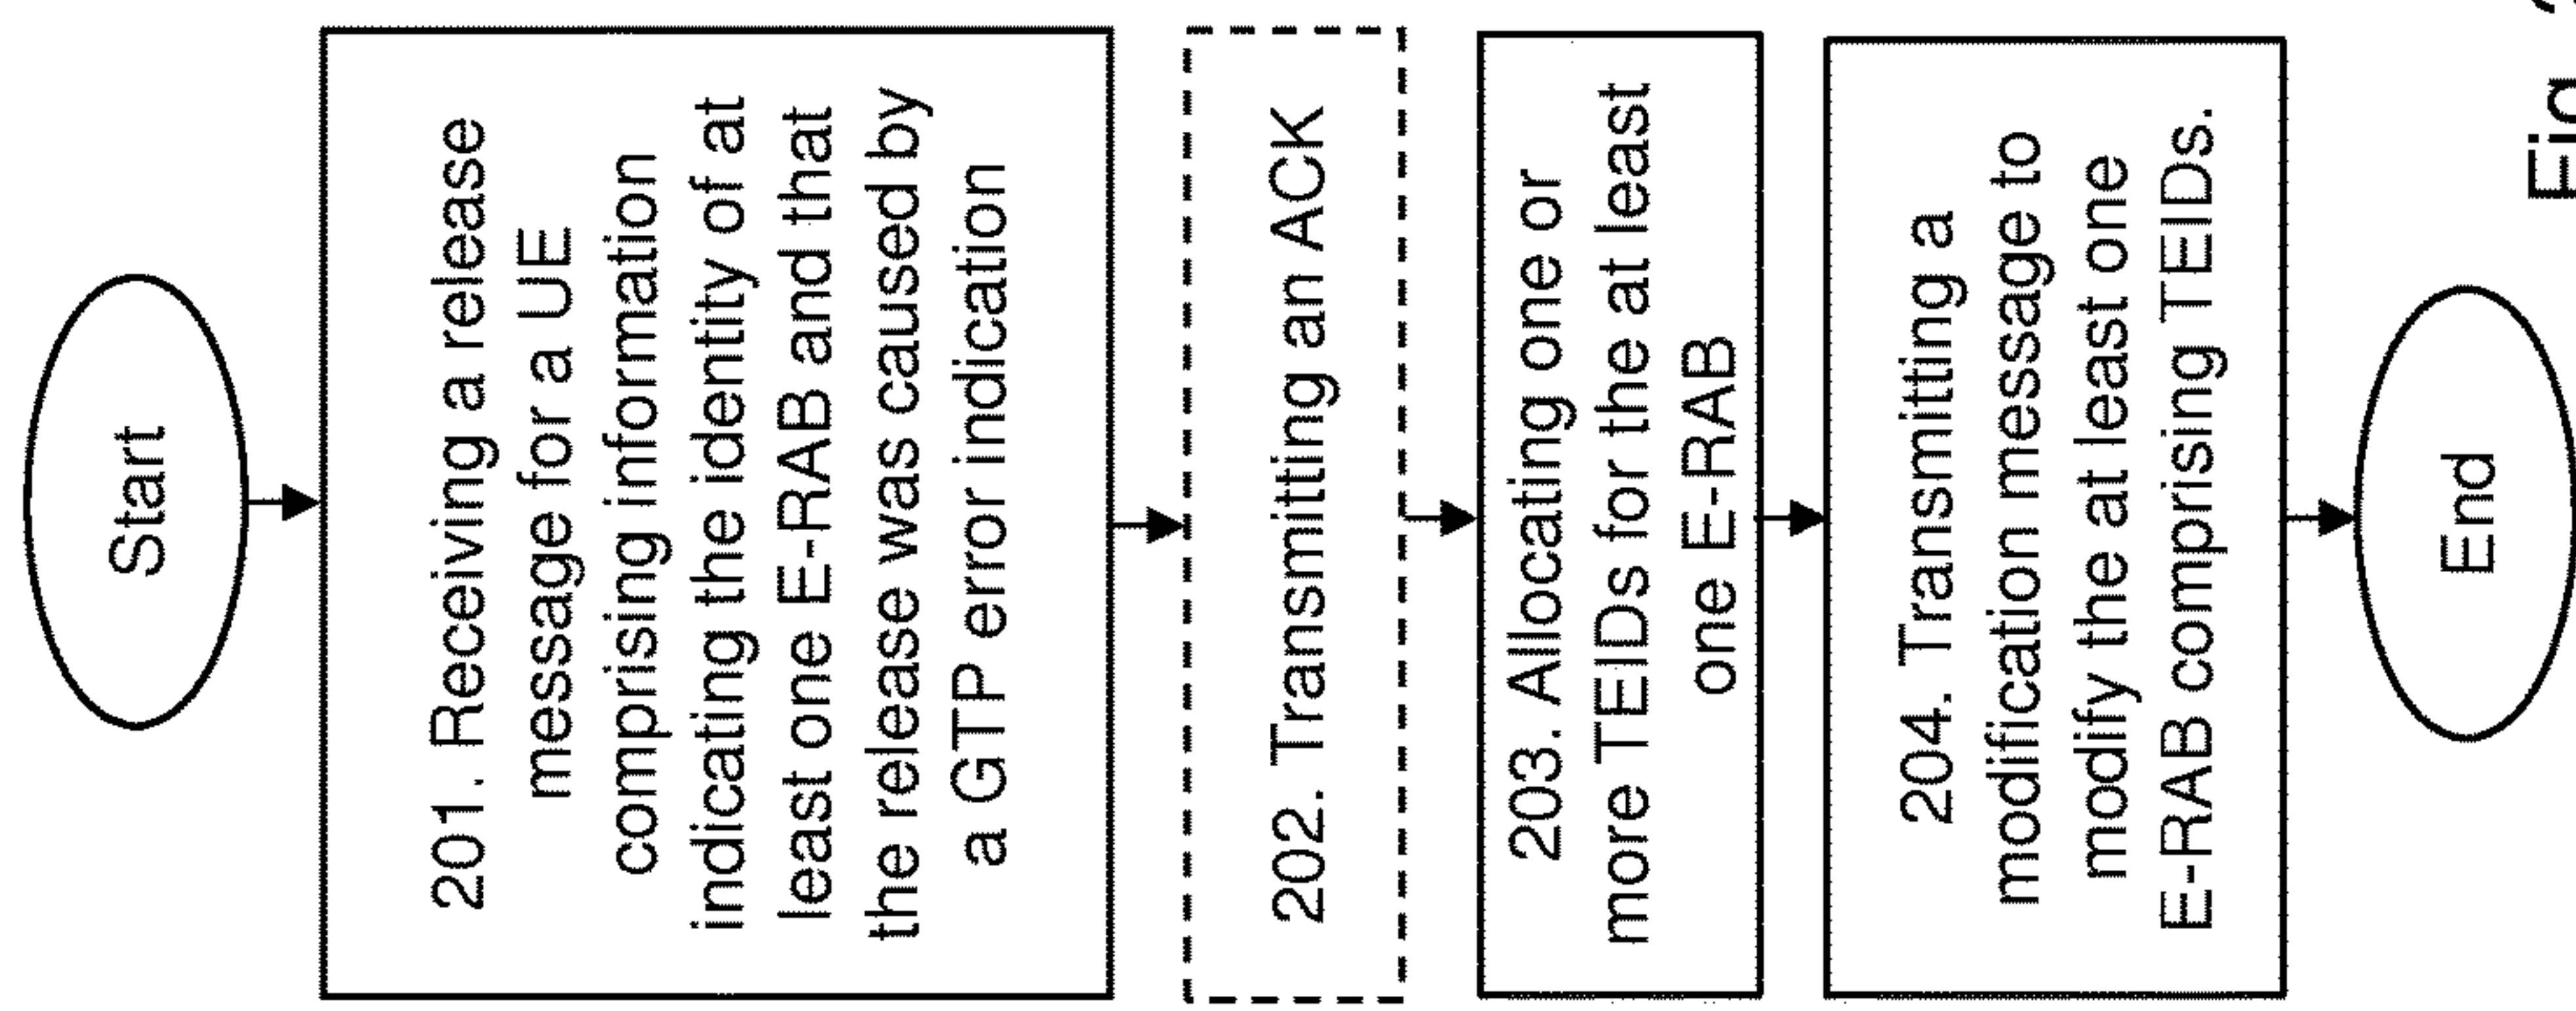 Start
201. Receiving a release
message for a UE
comprising information
indicating the identity of at
least one E-RAB and that
the release was caused by
a GTP error indication
202. Transmitting an ACK
203. Allocating one or
more TEIDs for the at least
one E-RAB
204. Transmitting a
modification message to
modify the at least one
E-RAB comprising TEIDs.
End
Fig.